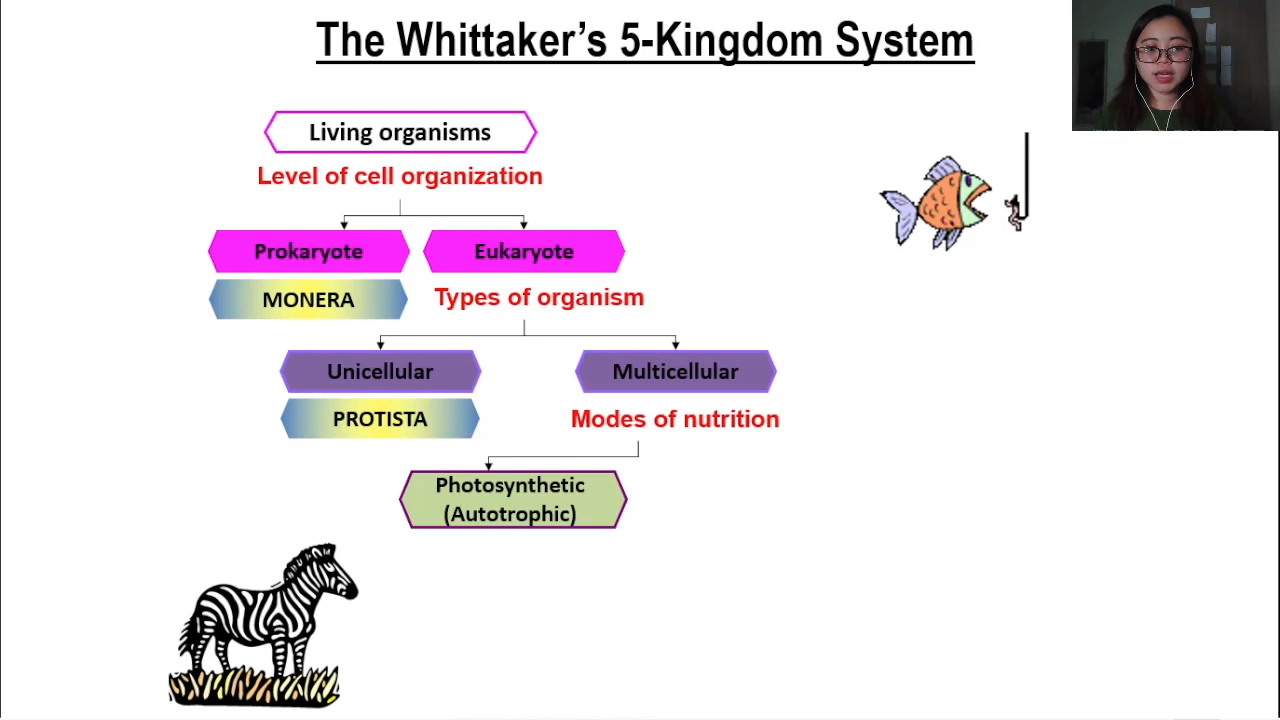 The Whittaker's 5-Kingdom System
Living organisms
Level of cell organization
Prokaryote
Eukaryote
MONERA
Types of organism
Unicellular
Multicellular
PROTISTA
Modes of nutrition
Photosynthetic
(Autotrophic)